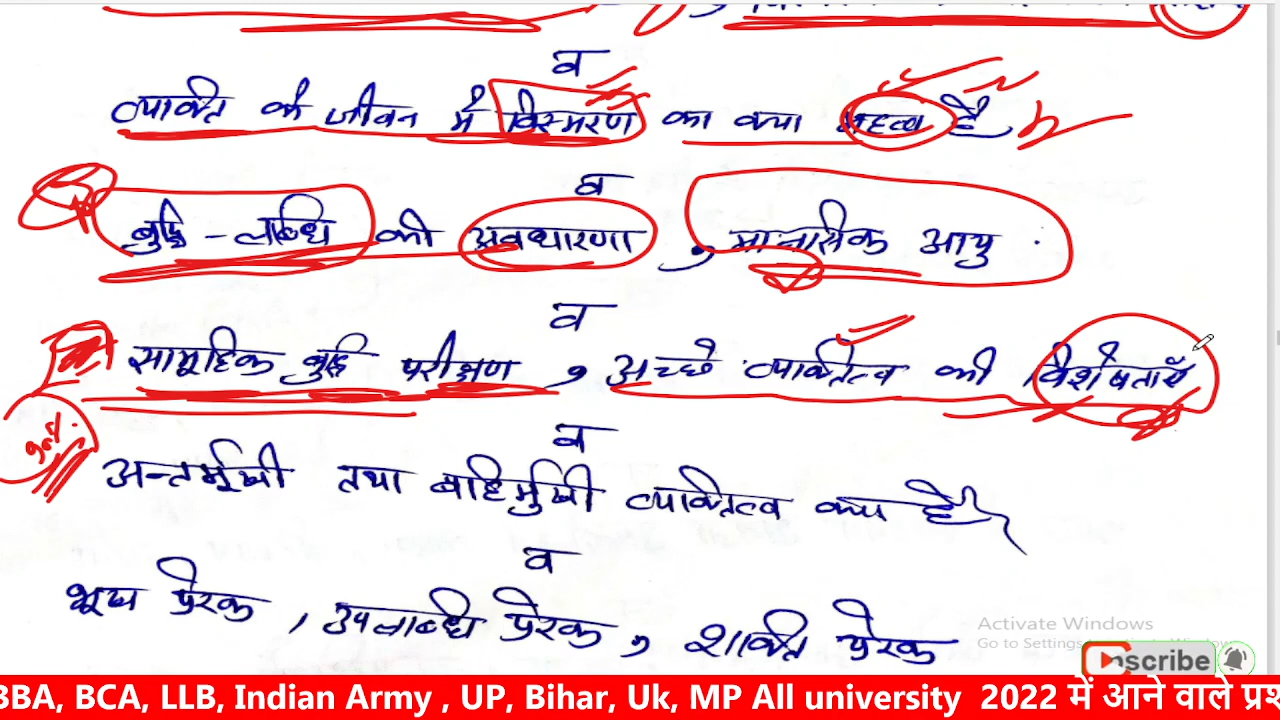 व
व्यक्ति के जीवन में विस्मरण का क्या महत्व है
व
बुद्धि - लब्धि की अवधारणा , मानसिक आयु .
व
सामूहिक बुद्धि परीक्षण , अच्छे व्यक्तित्व की विशेषतायें
व
अन्तर्मूखी तथा बहिर्मुखी व्यक्तित्व क्या है
व
भूख प्रेरक , उपलब्धि प्रेरक , शक्ति प्रेरक
Activate Windows
Go to Settings
scribe
BBA, BCA, LLB, Indian Army , UP, Bihar, Uk, MP All university 2022 में आने वाले